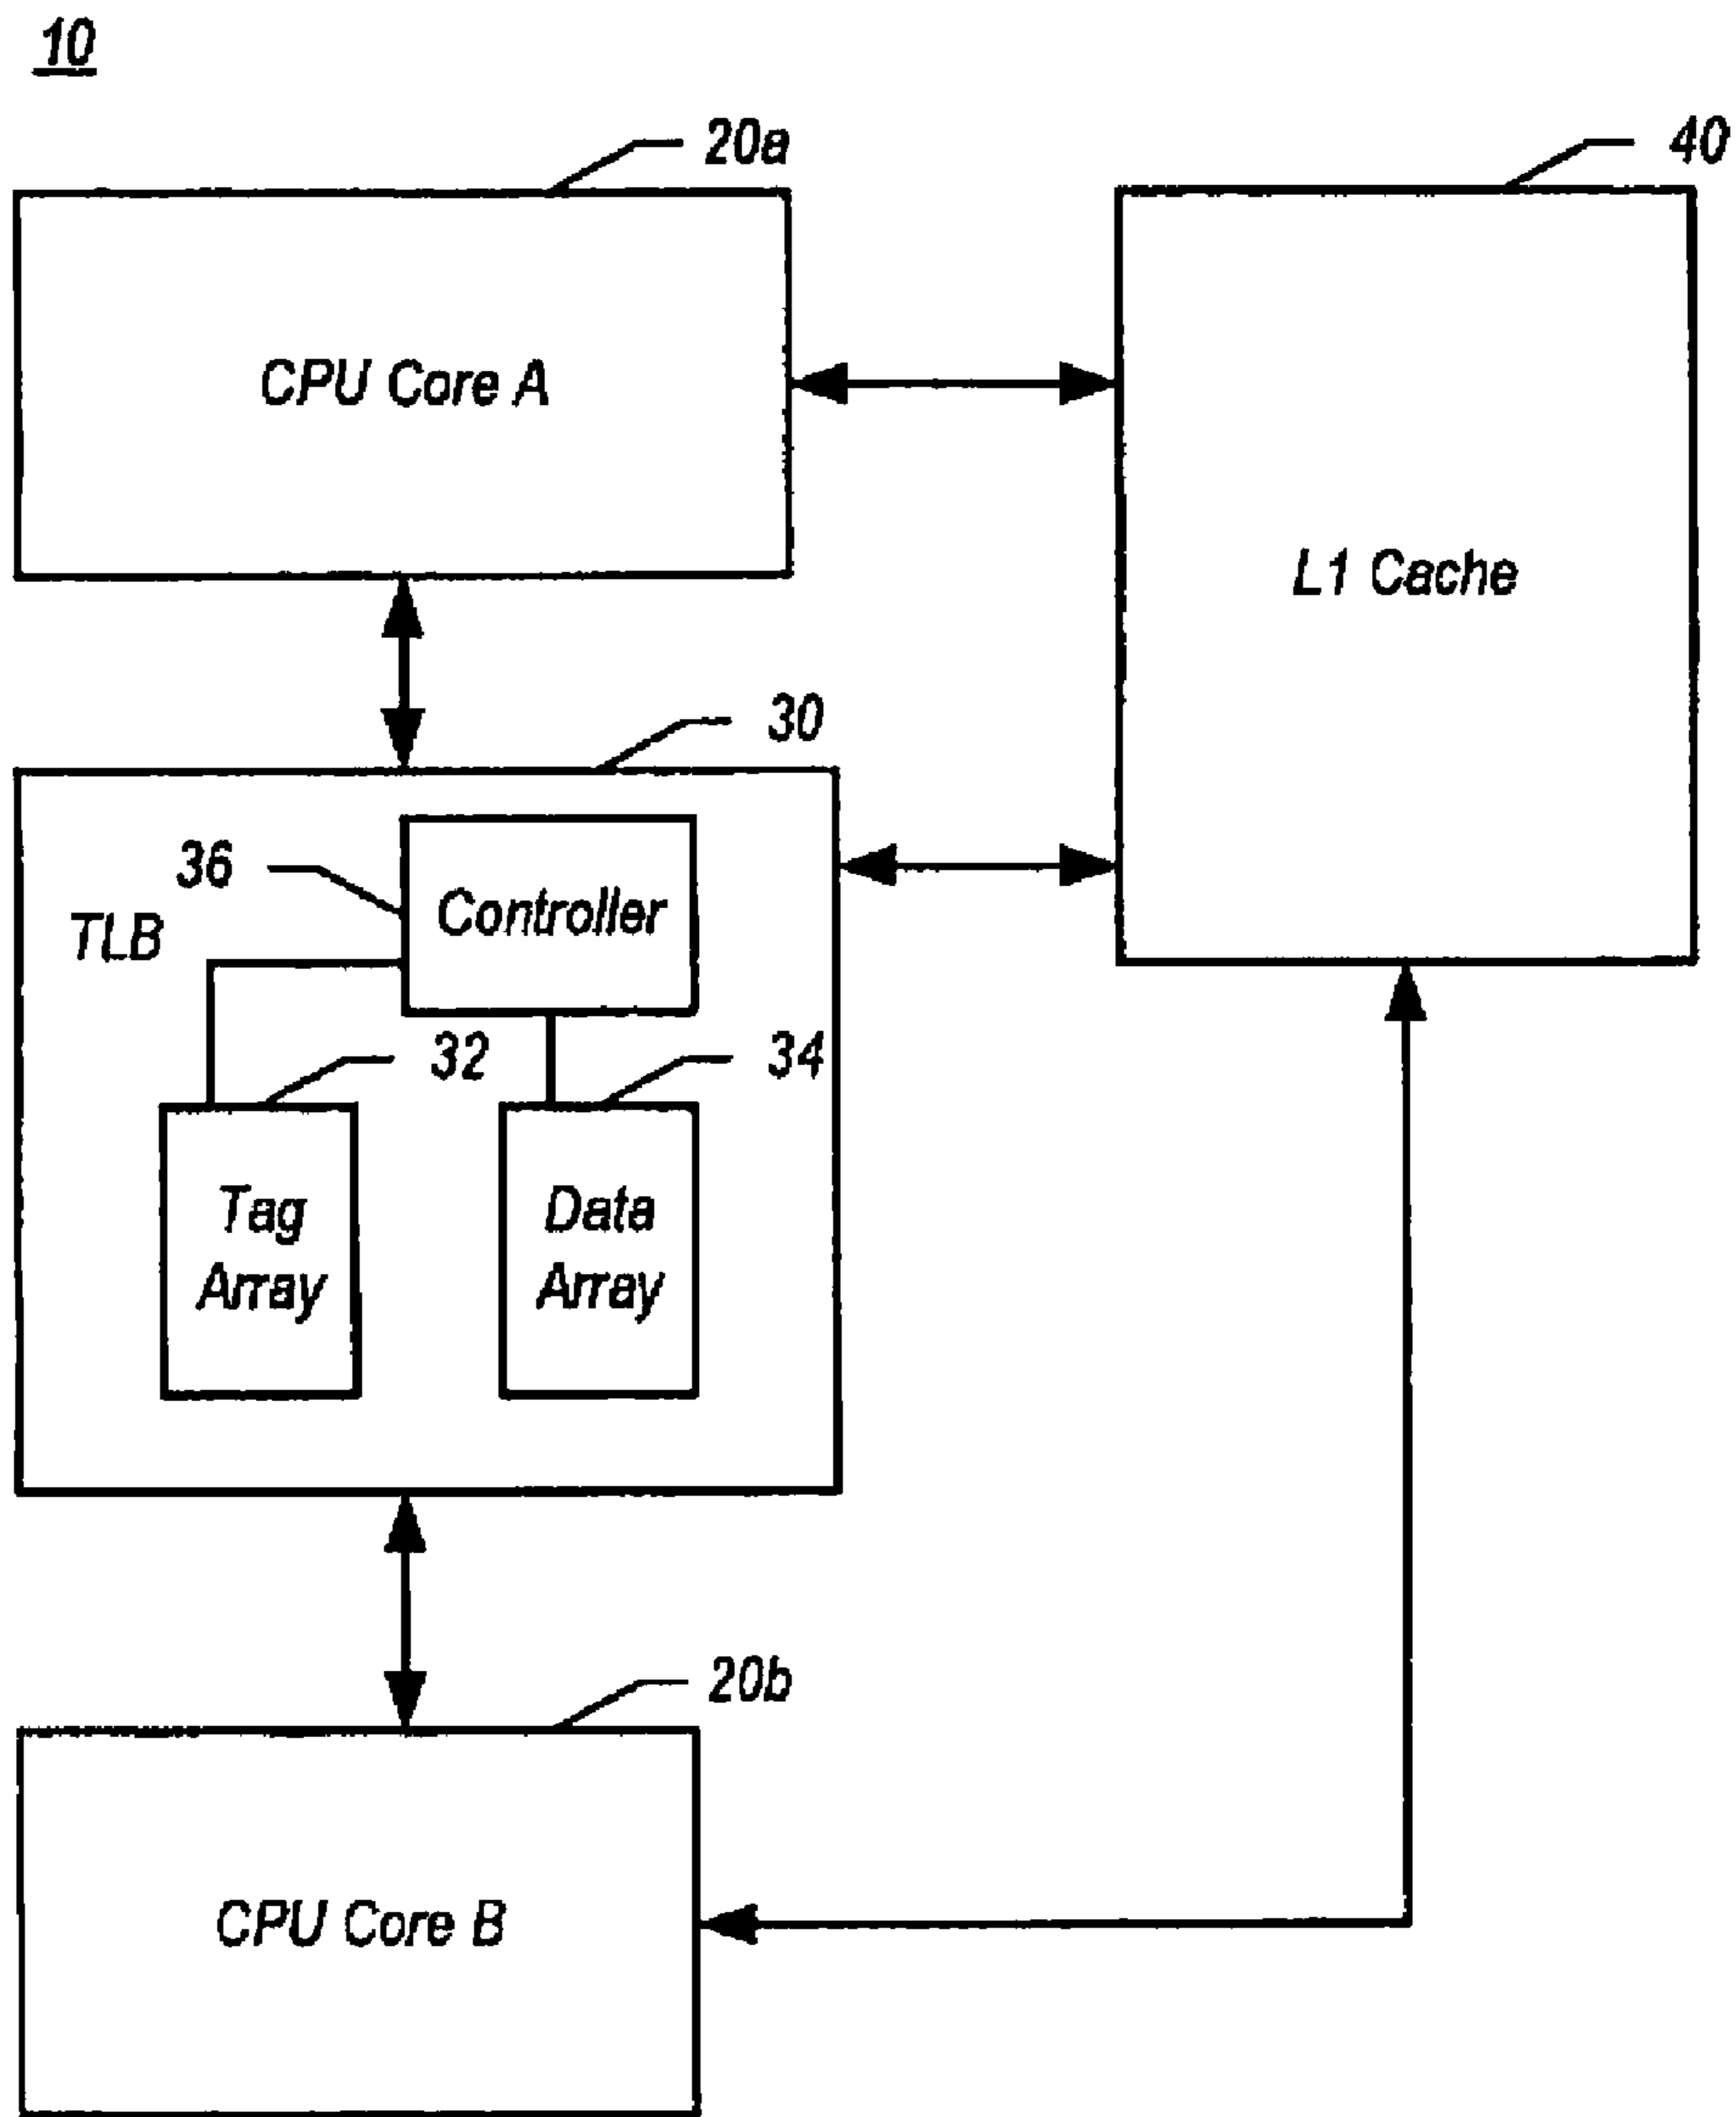 10
20a
40
CPU Core A
L1 Cache
30
36
Controller
TLB
32
34
Tag
Array
Data
Array
20b
CPU Core B